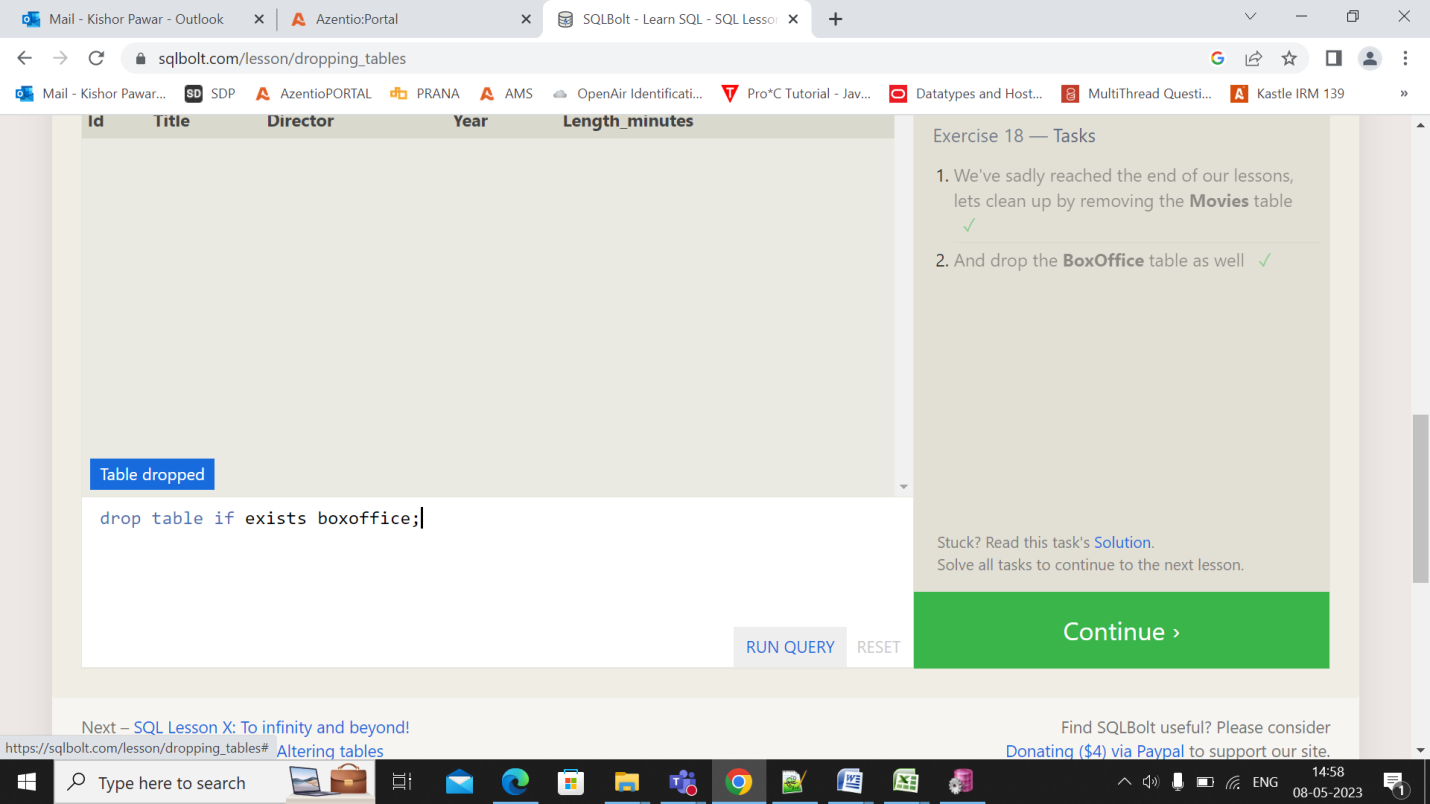 Mail - Kishor Pawar - Outlook
Azentio:Portal
SQLBolt - Learn SQL - SQL Lesson
sqlbolt.com/lesson/dropping_tables
Mail - Kishor Pawar...
SD SDP
AzentioPORTAL
PRANA
AMS
OpenAir Identificati...
Pro*C Tutorial - Jav...
Datatypes and Host...
MultiThread Questi...
Kastle IRM 139
»
Id Title Director Year Length_minutes
Table dropped
drop table if exists boxoffice;
RUN QUERY RESET
Exercise 18 — Tasks
1. We've sadly reached the end of our lessons,
lets clean up by removing the Movies table
✓
2. And drop the BoxOffice table as well ✓
Stuck? Read this task's Solution.
Solve all tasks to continue to the next lesson.
Continue ›
Next – SQL Lesson X: To infinity and beyond!
Altering tables
Find SQLBolt useful? Please consider
Donating ($4) via Paypal to support our site.
https://sqlbolt.com/lesson/dropping_tables#
Type here to search
ENG
14:58
08-05-2023
1